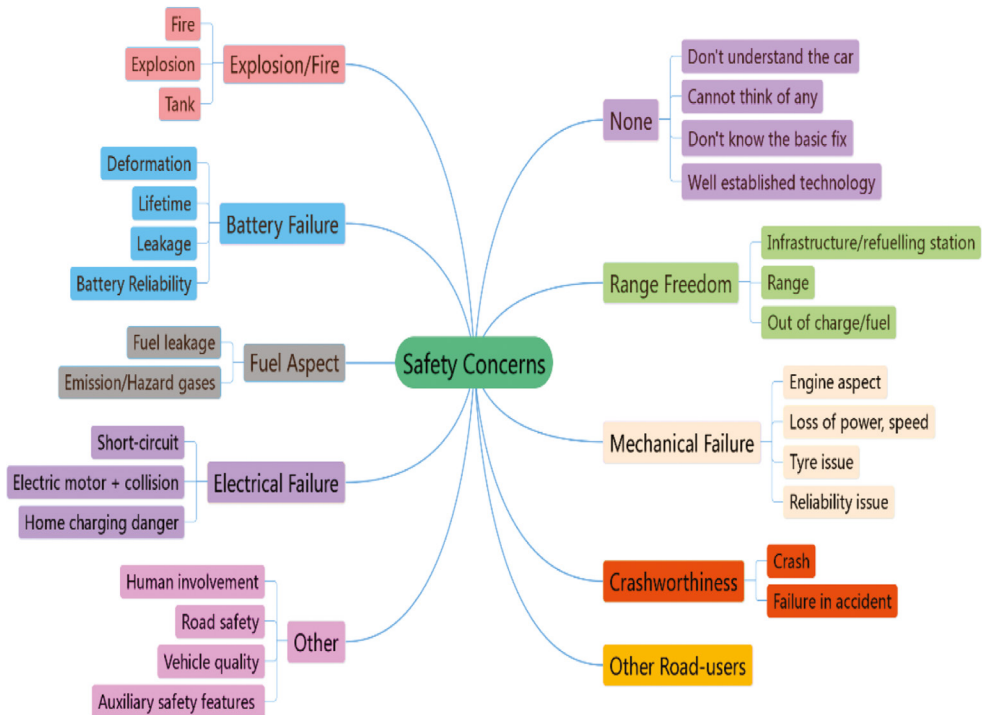 Fire
Explosion
Tank
Explosion/Fire
Deformation
Lifetime
Leakage
Battery Reliability
Battery Failure
Fuel leakage
Emission/Hazard gases
Fuel Aspect
Short-circuit
Electric motor + collision
Home charging danger
Electrical Failure
Human involvement
Road safety
Vehicle quality
Auxiliary safety features
Other
Safety Concerns
None
Don't understand the car
Cannot think of any
Don't know the basic fix
Well established technology
Range Freedom
Infrastructure/refuelling station
Range
Out of charge/fuel
Mechanical Failure
Engine aspect
Loss of power, speed
Tyre issue
Reliability issue
Crashworthiness
Crash
Failure in accident
Other Road-users